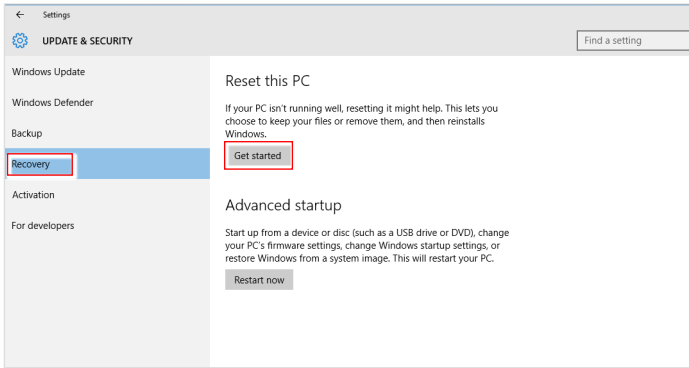 Settings
UPDATE & SECURITY
Find a setting
Windows Update
Windows Defender
Backup
Recovery
Activation
For developers
Reset this PC
If your PC isn't running well, resetting it might help. This lets you
choose to keep your files or remove them, and then reinstalls
Windows.
Get started
Advanced startup
Start up from a device or disc (such as a USB drive or DVD), change
your PC's firmware settings, change Windows startup settings, or
restore Windows from a system image. This will restart your PC.
Restart now